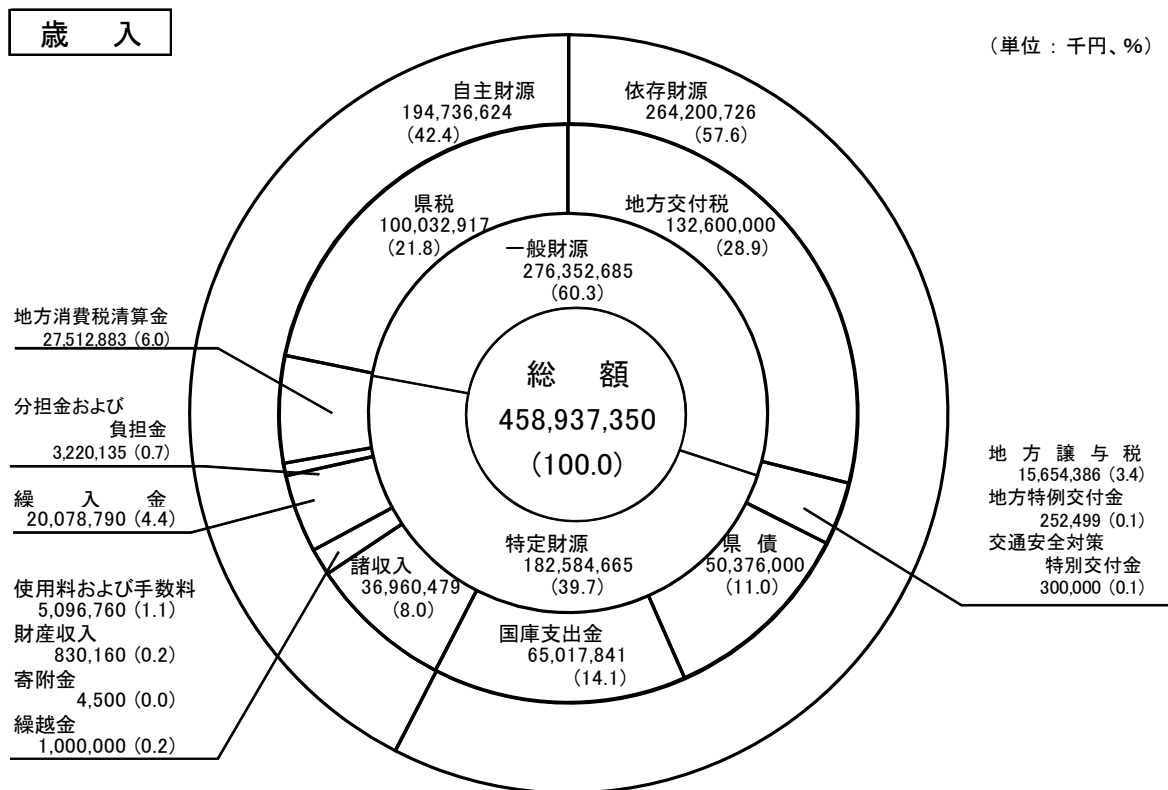 歳　入
（単位：千円、%）
自主財源
194,736,624
(42.4)
依存財源
264,200,726
(57.6)
県税
100,032,917
(21.8)
地方交付税
132,600,000
(28.9)
一般財源
276,352,685
(60.3)
総　額
458,937,350
(100.0)
特定財源
182,584,665
(39.7)
地方消費税清算金
27,512,883 (6.0)
分担金および
負担金
3,220,135 (0.7)
繰　入　金
20,078,790 (4.4)
使用料および手数料
5,096,760 (1.1)
財産収入
830,160 (0.2)
寄附金
4,500 (0.0)
繰越金
1,000,000 (0.2)
諸収入
36,960,479
(8.0)
国庫支出金
65,017,841
(14.1)
県　債
50,376,000
(11.0)
地方譲与税
15,654,386 (3.4)
地方特例交付金
252,499 (0.1)
交通安全対策
特別交付金
300,000 (0.1)